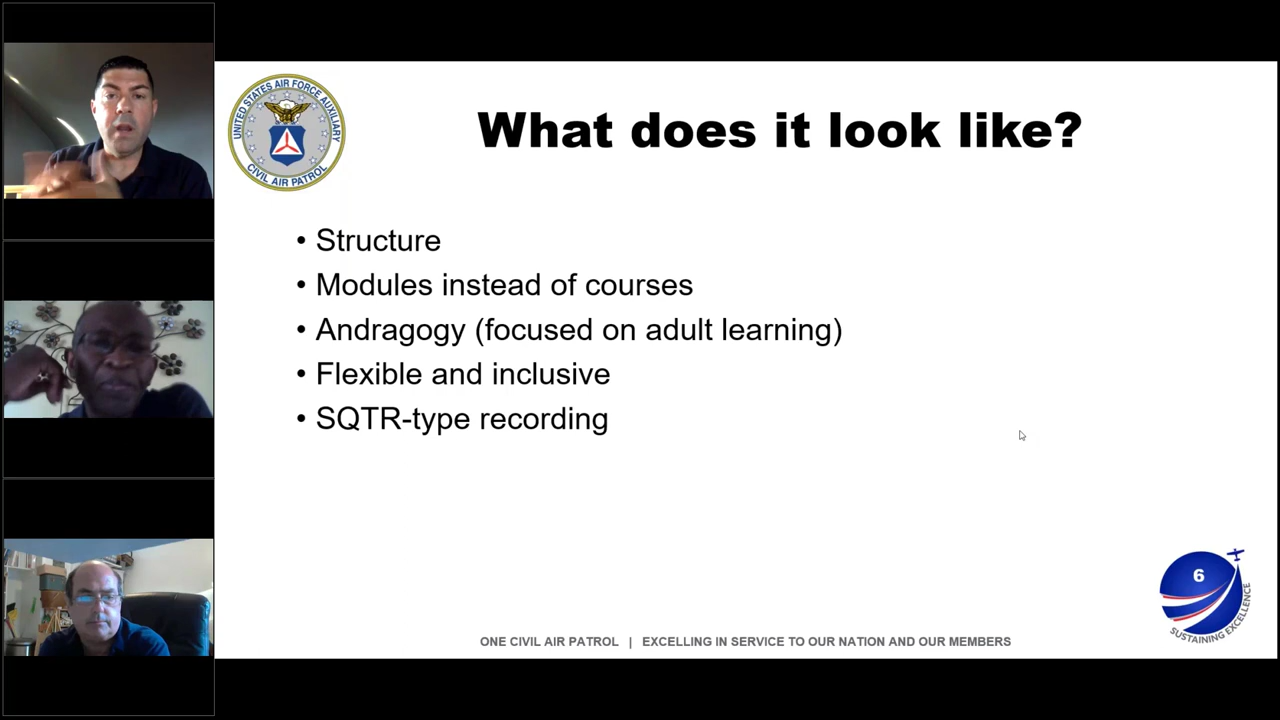 UNITED STATES AIR FORCE AUXILIARY
CIVIL AIR PATROL
What does it look like?
• Structure
• Modules instead of courses
• Andragogy (focused on adult learning)
• Flexible and inclusive
• SQTR-type recording
6
SUSTAINING EXCELLENCE
ONE CIVIL AIR PATROL | EXCELLING IN SERVICE TO OUR NATION AND OUR MEMBERS